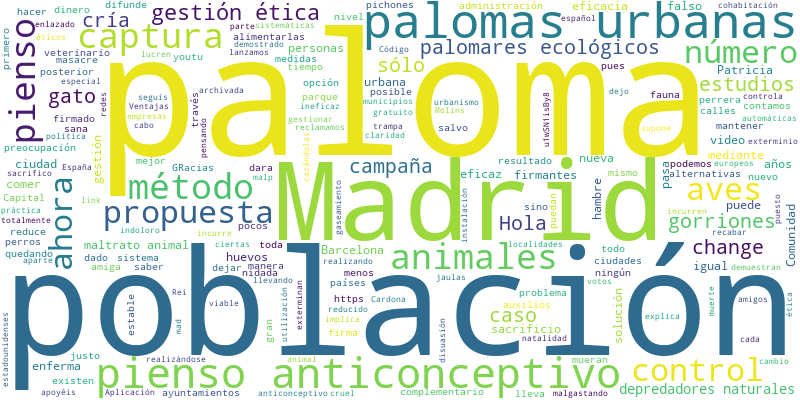 paloma
Madrid
población
palomas urbanas
pienso anticonceptivo
captura
pienso
método
propuesta
animales
control
aves
número
ahora
gestión ética
palomares ecológicos
gorriones
change
caso
campaña
Hola
estudios
depredadores naturales
gato
cría
sólo
maltrato animal
huevos
nidada
sacrificio
ciudad
comer
Capital
reduce
perros
quedando
enferma
existen
justo
ayuntamientos
Aplicación
anticonceptivo
cruel
complementario
lleva
mueran
malgastando
natalidad
disuasión
problema
auxilios
implica
firma
solución
hambre
Barcelona
países
https
reducido
Cardona
jaulas
votos
explica
muerte
amigos
cada
cambio
ética
Comunidad
recabar
puesto
demuestran
incurren
nuevo
alternativas
europeos
automáticas
podemos
mediante
video
años
pasa
puede
igual
mismo
firmantes
eficaz
resultado
nueva
sino
pocos
menos
realizando
dejar
manera
toda
ciertas
incurre
indoloro
dado
sistema
saber
amiga
link
práctica
totalmente
aparte
España
sacrifico
preocupación
política
firmado
sana
empresas
cabo
GRacias
mejor
dara
malp
gaseamiento
instalación
localidades
puedan
todo
ciudades
ningún
supone
urbanismo
Molins
trampa
claridad
salvo
gestionar
reclamamos
ineficaz
archivada
pensando
redes
través
Ventajas
seguís
especial
posterior
masacre
veterinario
enlazado
éticos
lucren
demostrado
lanzamos
youtu
difunde
dinero
hacer
primero
pichones
alimentarlas
parte
sistemáticas
nivel
personas
medidas
tiempo
opción
parque
urbana
posible
municipios
gratuito
administración
eficacia
falso
español
Código
pues
dejo
u1wSM1isBy8
fauna
Patricia
perrera
contamos
calles
mantener
controla
exterminio
cohabitación
estadounidenses
apoyéis
realizándose
estable
viable
Rei
mad
gran
utilización
llevando
exterminan
animal
cazándolas
gestión